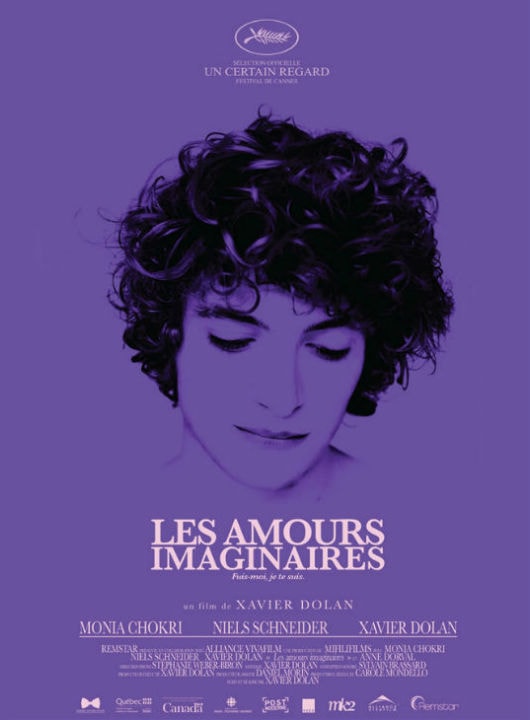 SÉLECTION OFFICIELLE
UN CERTAIN REGARD
FESTIVAL DE CANNES
LES AMOURS
IMAGINAIRES
Fuis-moi, je te suis.
un film de XAVIER DOLAN
MONIA CHOKRI NIELS SCHNEIDER XAVIER DOLAN
REMSTAR ALLIANCE VIVAFILM MIFILIFILMS MONIA CHOKRI
NIELS SCHNEIDER XAVIER DOLAN « Les amours imaginaires » ANNE DORVAL
STEPHANIE WEBER-BIRON XAVIER DOLAN SYLVAIN BRASSARD
XAVIER DOLAN DANIEL MORIN CAROLE MONDELLO
XAVIER DOLAN
Québec Canada POST MODERNE mk2 Remstar